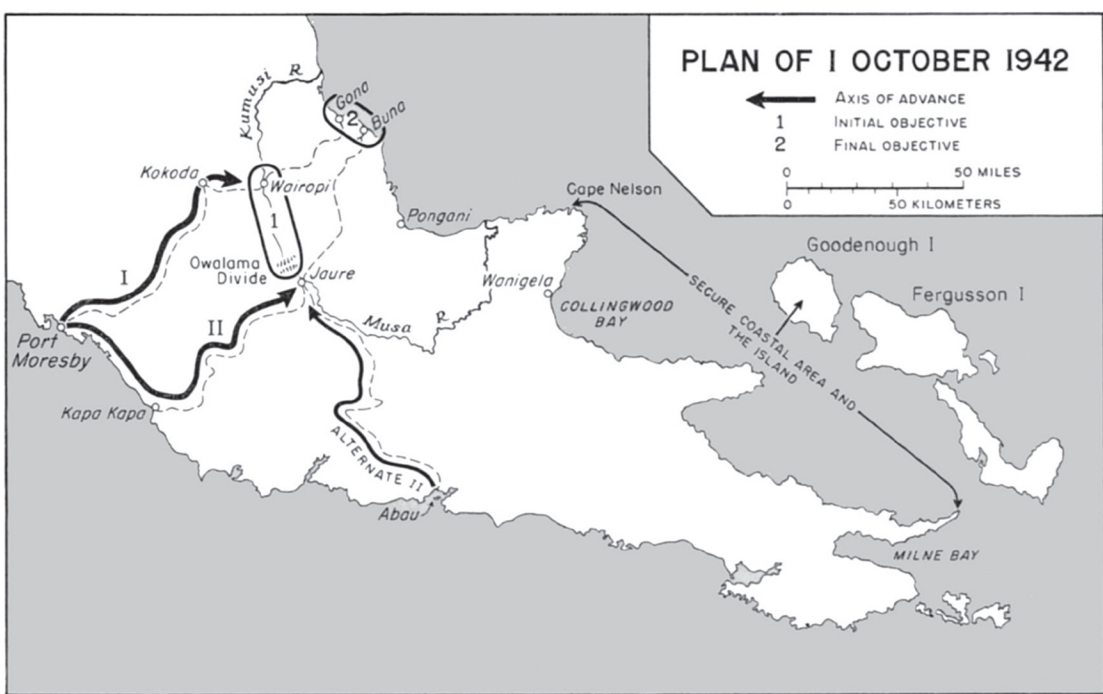 PLAN OF 1 OCTOBER 1942
AXIS OF ADVANCE
1 INITIAL OBJECTIVE
2 FINAL OBJECTIVE
0 50 MILES
0 50 KILOMETERS
Kumusi R
Gona
2
Buna
Kokoda
Wairopi
1
Cape Nelson
Pongani
Goodenough I
Owalama
Divide
Jaure
Wanigela
COLLINGWOOD
BAY
Fergusson I
I
II
Musa R
SECURE COASTAL AREA AND
THE ISLAND
Port
Moresby
Kapa Kapa
ALTERNATE II
Abau
MILNE BAY